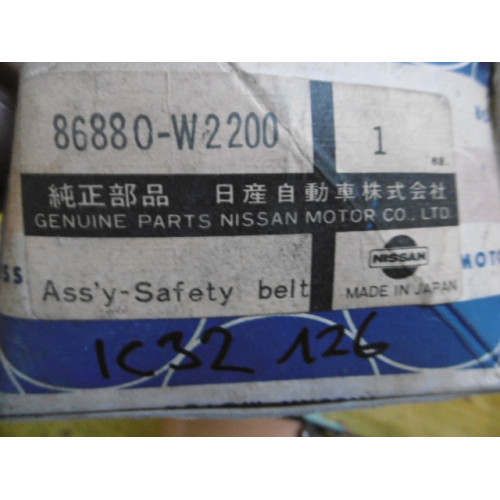 86880-W2200
1
純正部品 日産自動車株式会社
GENUINE PARTS NISSAN MOTOR CO., LTD.
NISSAN
Ass'y-Safety belt
MADE IN JAPAN
MOTO
1C32 126